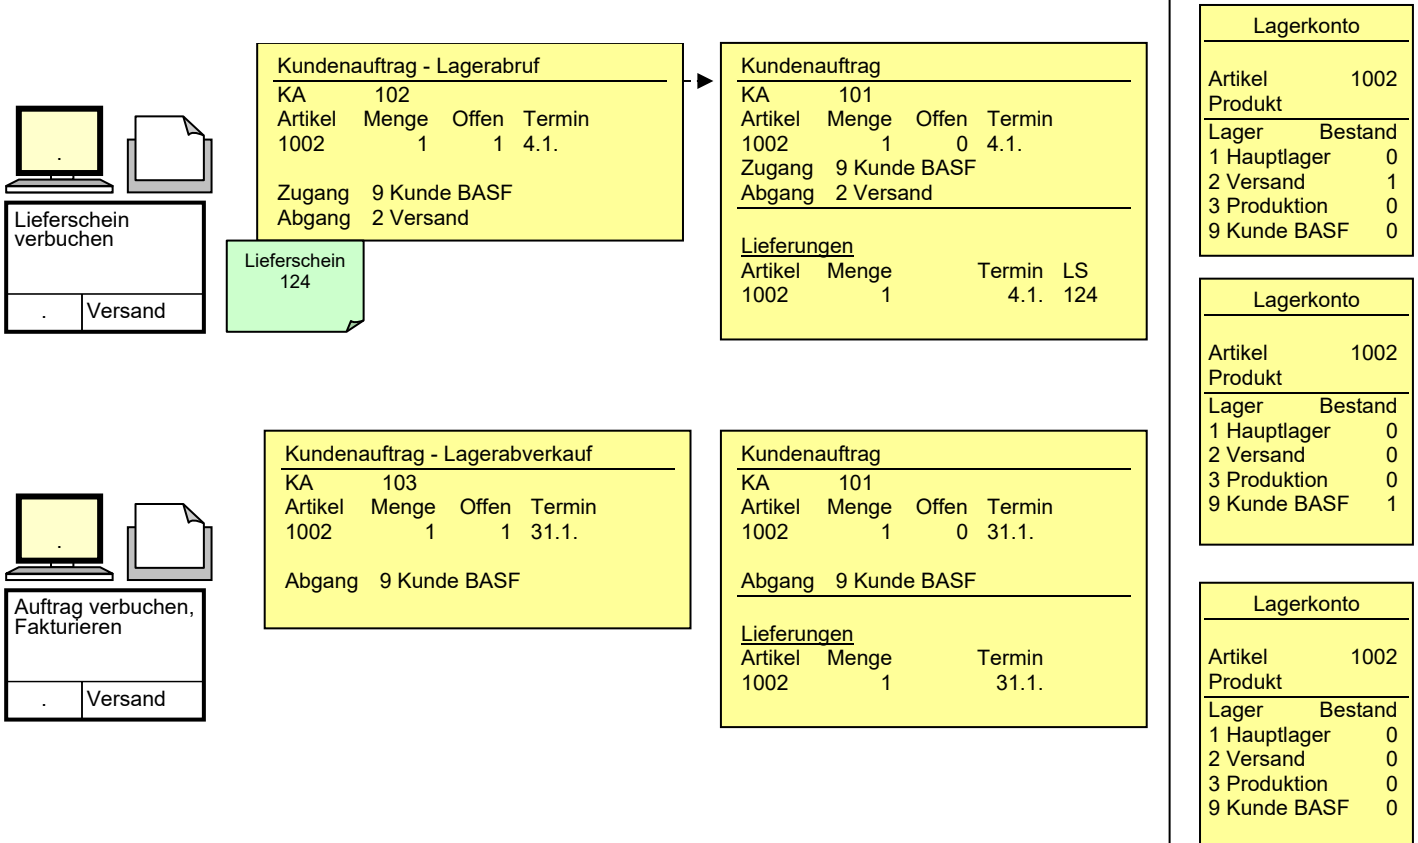 Kundenauftrag - Lagerabruf
KA 102
Artikel Menge Offen Termin
1002 1 1 4.1.
Zugang 9 Kunde BASF
Abgang 2 Versand
Kundenauftrag
KA 101
Artikel Menge Offen Termin
1002 1 0 4.1.
Zugang 9 Kunde BASF
Abgang 2 Versand
Lieferungen
Artikel Menge Termin LS
1002 1 4.1. 124
.
Lieferschein
verbuchen
. Versand
Lieferschein
124
Lagerkonto
Artikel 1002
Produkt
Lager Bestand
1 Hauptlager 0
2 Versand 1
3 Produktion 0
9 Kunde BASF 0
Lagerkonto
Artikel 1002
Produkt
Lager Bestand
1 Hauptlager 0
2 Versand 0
3 Produktion 0
9 Kunde BASF 1
Kundenauftrag - Lagerabverkauf
KA 103
Artikel Menge Offen Termin
1002 1 1 31.1.
Abgang 9 Kunde BASF
Kundenauftrag
KA 101
Artikel Menge Offen Termin
1002 1 0 31.1.
Abgang 9 Kunde BASF
Lieferungen
Artikel Menge Termin
1002 1 31.1.
.
Auftrag verbuchen,
Fakturieren
. Versand
Lagerkonto
Artikel 1002
Produkt
Lager Bestand
1 Hauptlager 0
2 Versand 0
3 Produktion 0
9 Kunde BASF 0